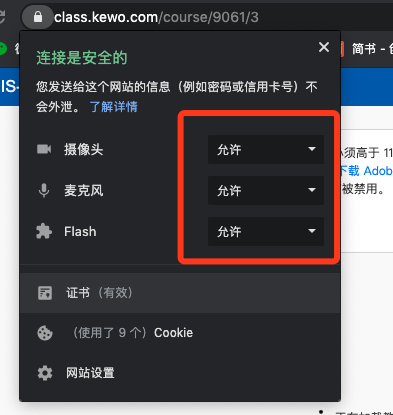 class.kewo.com/course/9061/3
简书 - 仓
IS-
连接是安全的
您发送给这个网站的信息（例如密码或信用卡号）不
会外泄。 了解详情
必须高于 11
下载 Adob
被禁用。
摄像头 允许
麦克风 允许
Flash 允许
证书（有效）
（使用了 9 个）Cookie
网站设置